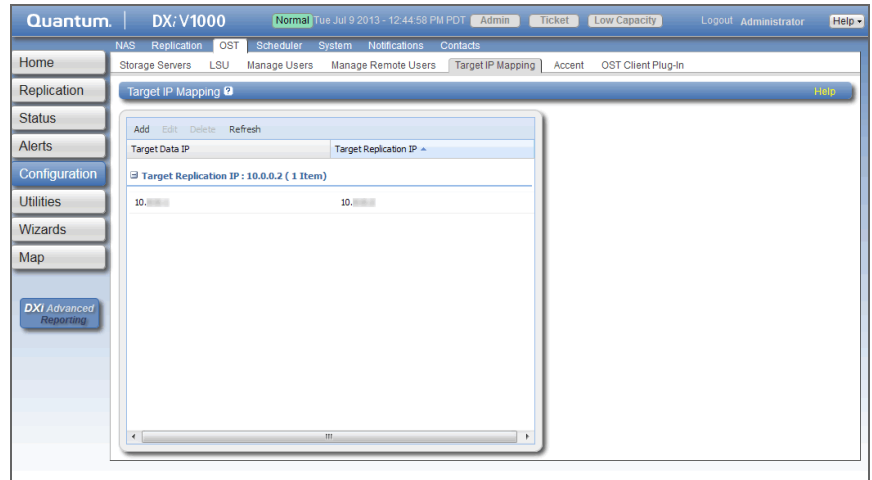 Quantum. DXi V1000 Normal Tue Jul 9 2013 - 12:44:58 PM PDT Admin Ticket Low Capacity Logout Administrator Help
NAS Replication OST Scheduler System Notifications Contacts
Storage Servers LSU Manage Users Manage Remote Users Target IP Mapping Accent OST Client Plug-In
Home
Replication
Status
Alerts
Configuration
Utilities
Wizards
Map
DXi Advanced
Reporting
Target IP Mapping ? Help
Add Edit Delete Refresh
Target Data IP Target Replication IP
Target Replication IP : 10.0.0.2 ( 1 Item)
10. 10.